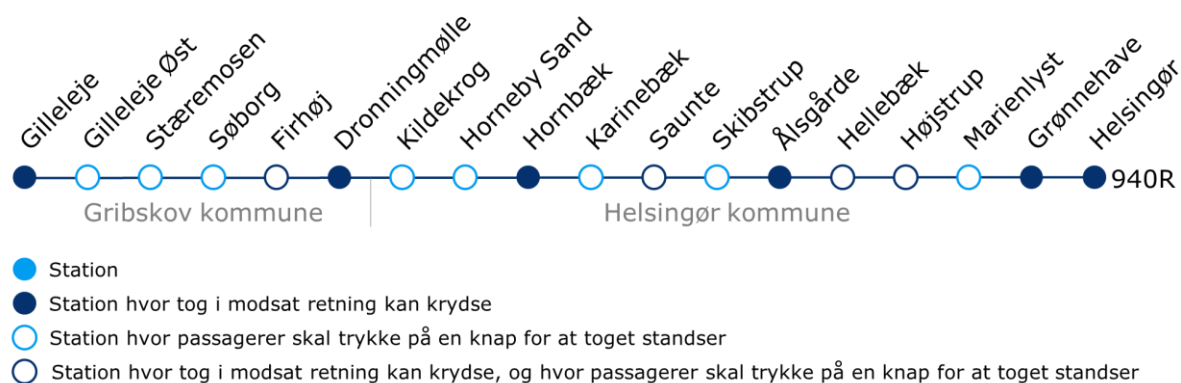 Gilleleje
Gilleleje Øst
Stæremosen
Søborg
Firhøj
Dronningmølle
Kildekrog
Horneby Sand
Hornbæk
Karinebæk
Saunte
Skibstrup
Ålsgårde
Hellebæk
Højstrup
Marienlyst
Grønnehave
Helsingør
940R
Gribskov kommune
Helsingør kommune
Station
Station hvor tog i modsat retning kan krydse
Station hvor passagerer skal trykke på en knap for at toget standser
Station hvor tog i modsat retning kan krydse, og hvor passagerer skal trykke på en knap for at toget standser